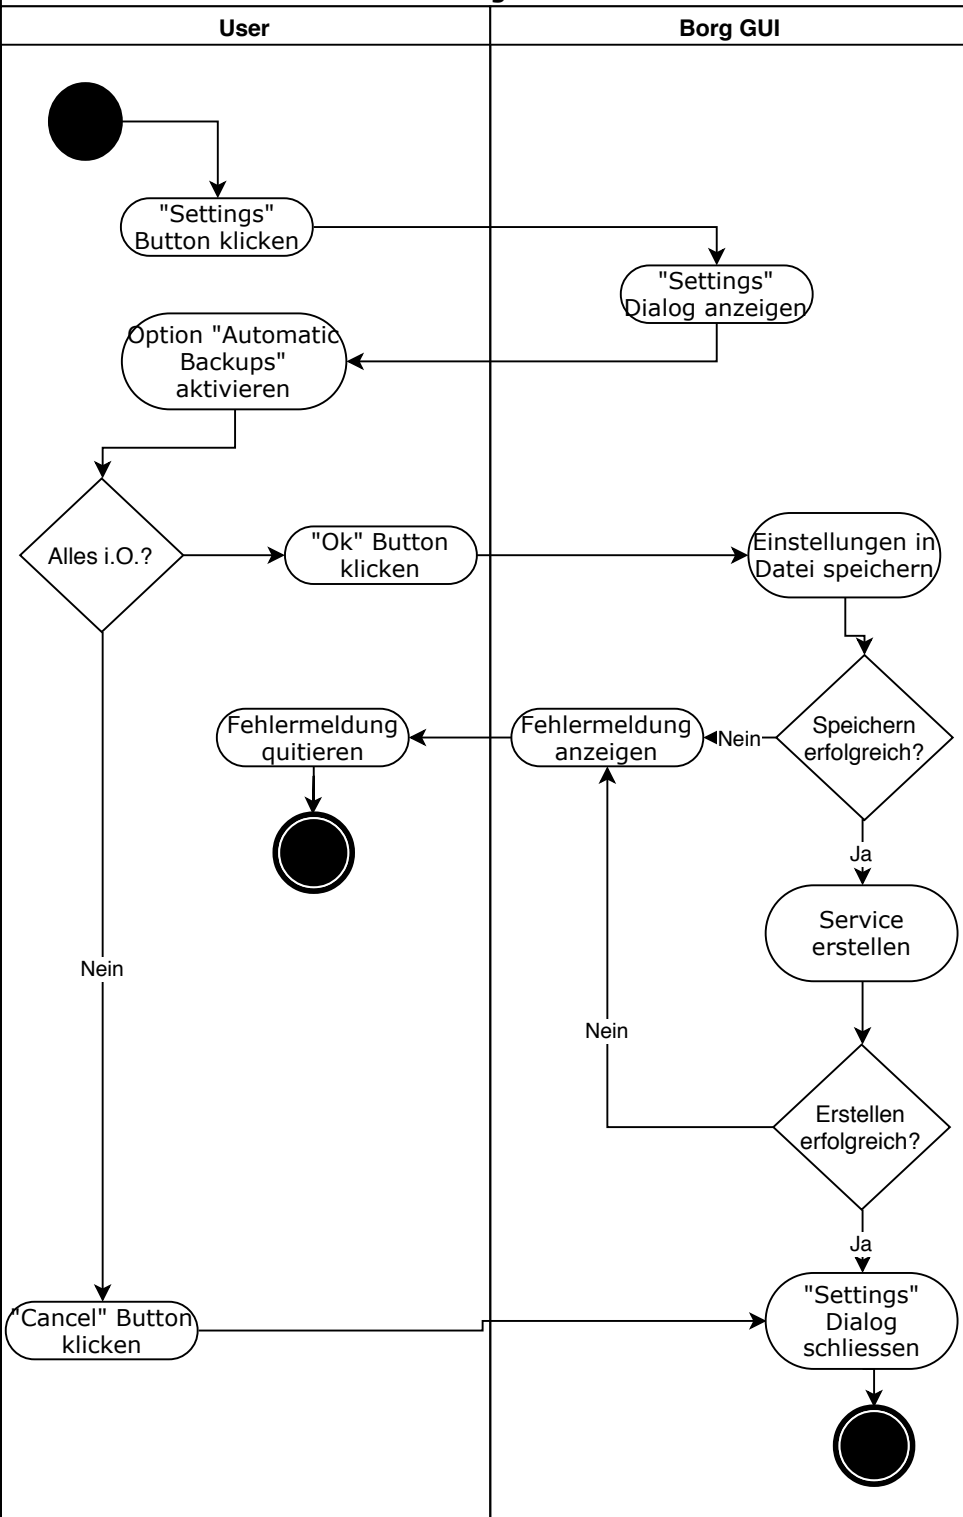 User
Borg GUI
"Settings"
Button klicken
"Settings"
Dialog anzeigen
Option "Automatic
Backups"
aktivieren
Alles i.O.?
"Ok" Button
klicken
Einstellungen in
Datei speichern
Fehlermeldung
quitieren
Fehlermeldung
anzeigen
Nein
Speichern
erfolgreich?
Ja
Service
erstellen
Nein
Nein
Erstellen
erfolgreich?
Ja
"Cancel" Button
klicken
"Settings"
Dialog
schliessen